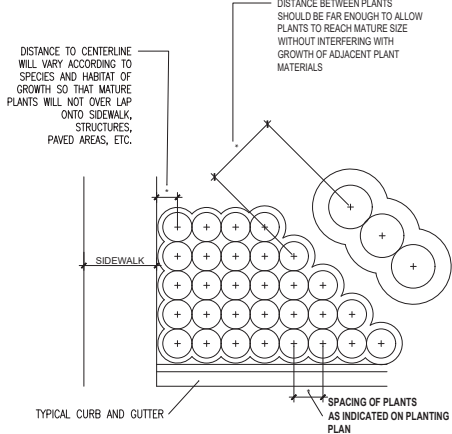 DISTANCE BETWEEN PLANTS
SHOULD BE FAR ENOUGH TO ALLOW
PLANTS TO REACH MATURE SIZE
WITHOUT INTERFERING WITH
GROWTH OF ADJACENT PLANT
MATERIALS
DISTANCE TO CENTERLINE
WILL VARY ACCORDING TO
SPECIES AND HABITAT OF
GROWTH SO THAT MATURE
PLANTS WILL NOT OVER LAP
ONTO SIDEWALK,
STRUCTURES,
PAVED AREAS, ETC.
*
*
SIDEWALK
*
TYPICAL CURB AND GUTTER
SPACING OF PLANTS
AS INDICATED ON PLANTING
PLAN